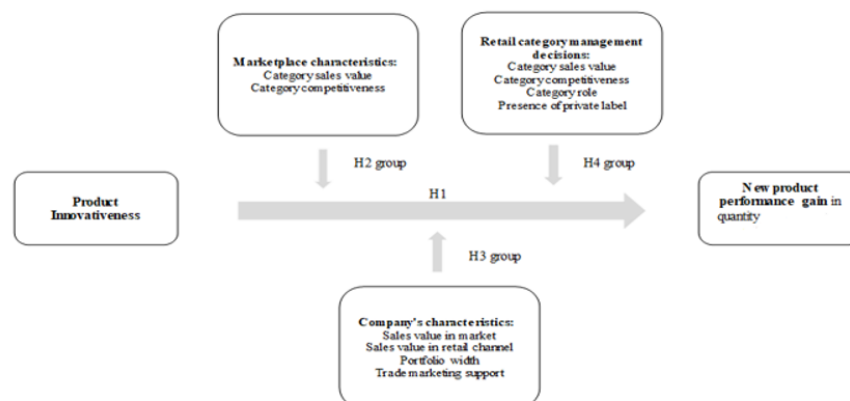 Marketplace characteristics:
Category sales value
Category competitiveness
Retail category management
decisions:
Category sales value
Category competitiveness
Category role
Presence of private label
H2 group
H4 group
Product
Innovativeness
H1
New product
performance gain in
quantity
H3 group
Company's characteristics:
Sales value in market
Sales value in retail channel
Portfolio width
Trade marketing support